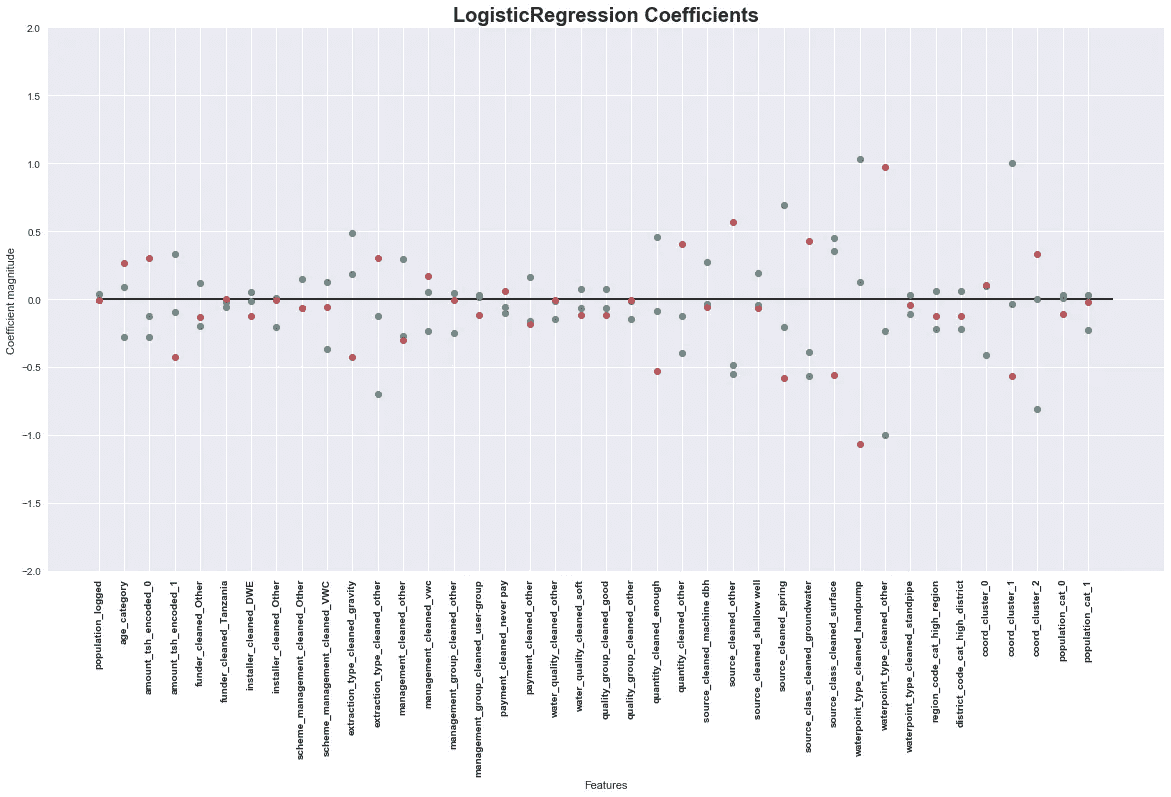 LogisticRegression Coefficients
2.0
1.5
1.0
0.5
0.0
−0.5
−1.0
−1.5
−2.0
Coefficient magnitude
population_logged
age_category
amount_tsh_encoded_0
amount_tsh_encoded_1
funder_cleaned_Other
funder_cleaned_Tanzania
installer_cleaned_DWE
installer_cleaned_Other
scheme_management_cleaned_Other
scheme_management_cleaned_VWC
extraction_type_cleaned_gravity
extraction_type_cleaned_other
management_cleaned_other
management_cleaned_vwc
management_group_cleaned_other
management_group_cleaned_user-group
payment_cleaned_never pay
payment_cleaned_other
water_quality_cleaned_other
water_quality_cleaned_soft
quality_group_cleaned_good
quality_group_cleaned_other
quantity_cleaned_enough
quantity_cleaned_other
source_cleaned_machine dbh
source_cleaned_other
source_cleaned_shallow well
source_cleaned_spring
source_class_cleaned_groundwater
source_class_cleaned_surface
waterpoint_type_cleaned_handpump
waterpoint_type_cleaned_other
waterpoint_type_cleaned_standpipe
region_code_cat_high_region
district_code_cat_high_district
coord_cluster_0
coord_cluster_1
coord_cluster_2
population_cat_0
population_cat_1
Features